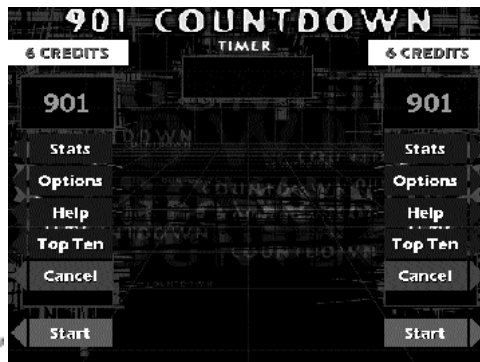 901 COUNTDOWN
6 CREDITS
TIMER
6 CREDITS
901
901
Stats
Stats
Options
Options
Help
Help
Top Ten
Top Ten
Cancel
Cancel
Start
Start